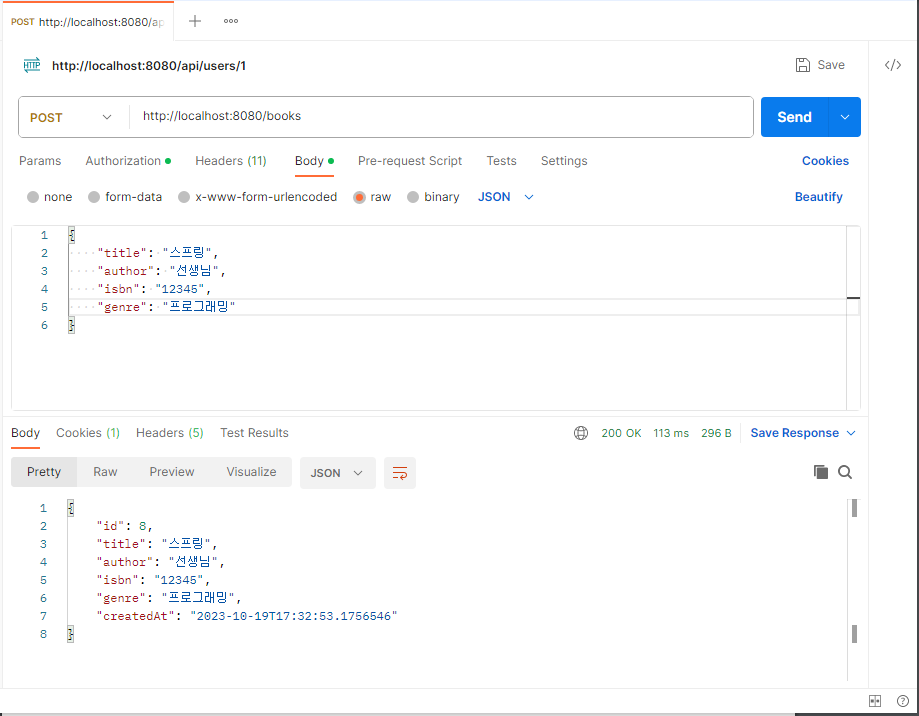 POST http://localhost:8080/ap
http://localhost:8080/api/users/1
Save
POST http://localhost:8080/books
Send
Params Authorization Headers (11) Body Pre-request Script Tests Settings Cookies
none form-data x-www-form-urlencoded raw binary JSON Beautify
1 {
2 "title": "스프링",
3 "author": "선생님",
4 "isbn": "12345",
5 "genre": "프로그래밍"
6 }
Body Cookies (1) Headers (5) Test Results 200 OK 113 ms 296 B Save Response
Pretty Raw Preview Visualize JSON
1 {
2 "id": 8,
3 "title": "스프링",
4 "author": "선생님",
5 "isbn": "12345",
6 "genre": "프로그래밍",
7 "createdAt": "2023-10-19T17:32:53.1756546"
8 }